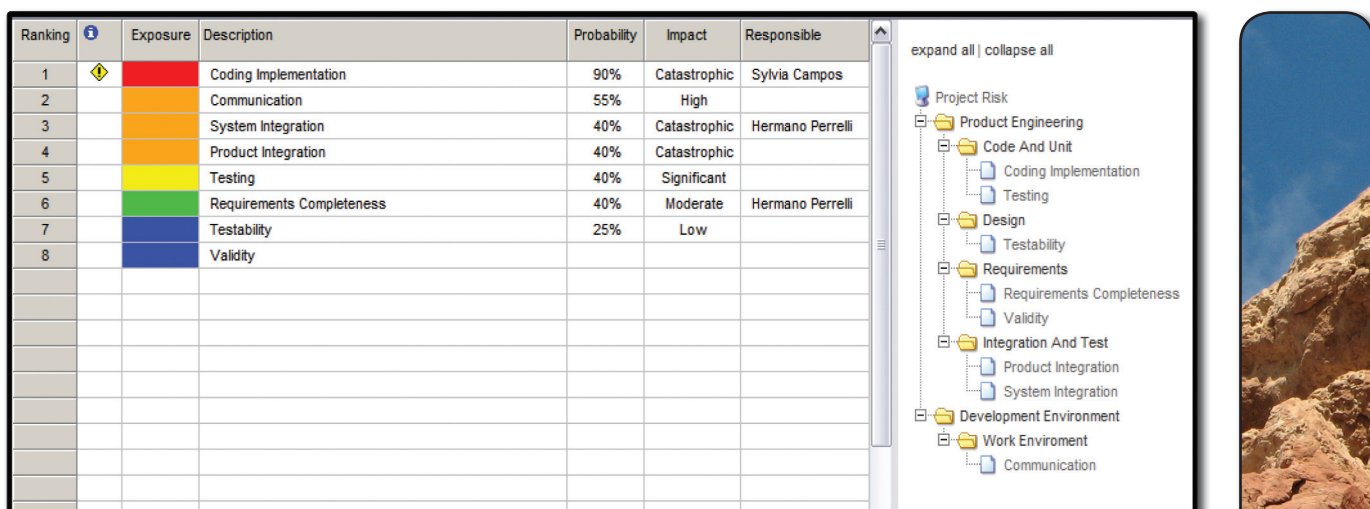 Ranking Exposure Description Probability Impact Responsible
1 Coding Implementation 90% Catastrophic Sylvia Campos
2 Communication 55% High
3 System Integration 40% Catastrophic Hermano Perrelli
4 Product Integration 40% Catastrophic
5 Testing 40% Significant
6 Requirements Completeness 40% Moderate Hermano Perrelli
7 Testability 25% Low
8 Validity
expand all | collapse all
Project Risk
Product Engineering
Code And Unit
Coding Implementation
Testing
Design
Testability
Requirements
Requirements Completeness
Validity
Integration And Test
Product Integration
System Integration
Development Environment
Work Enviroment
Communication